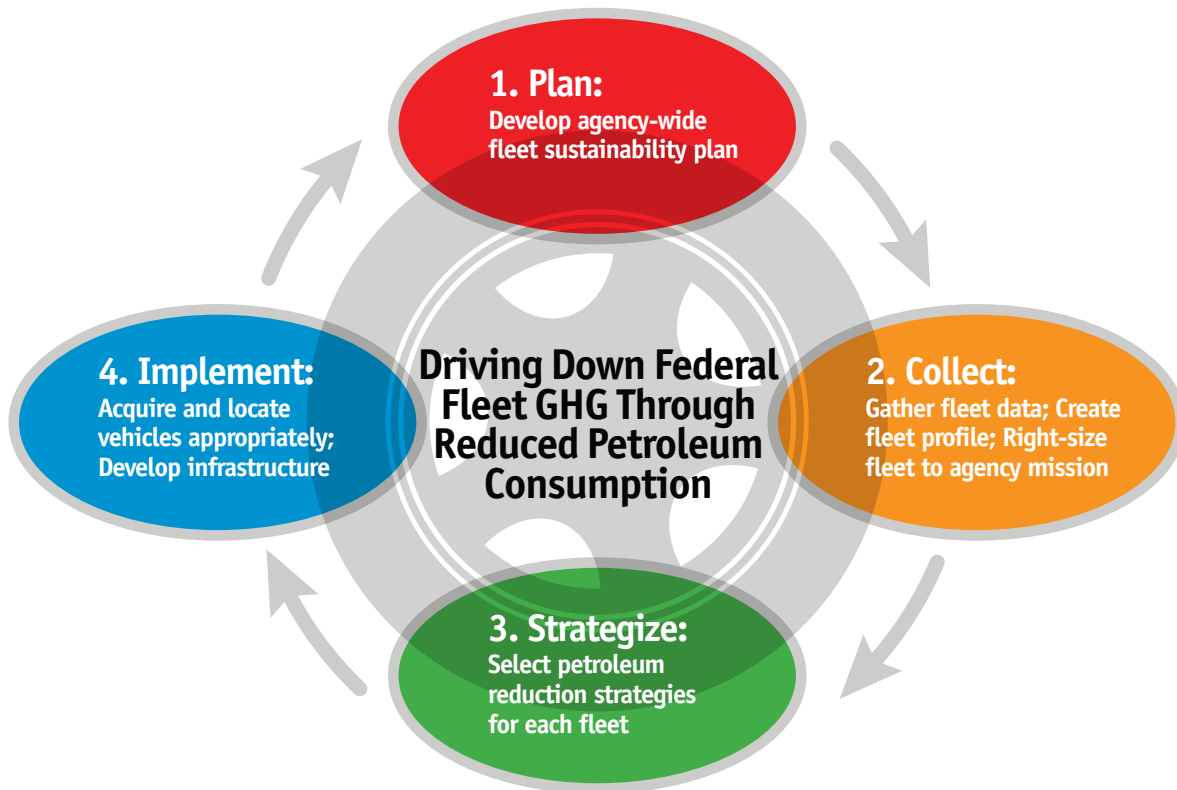 1. Plan:
Develop agency-wide
fleet sustainability plan
2. Collect:
Gather fleet data; Create
fleet profile; Right-size
fleet to agency mission
3. Strategize:
Select petroleum
reduction strategies
for each fleet
4. Implement:
Acquire and locate
vehicles appropriately;
Develop infrastructure
Driving Down Federal
Fleet GHG Through
Reduced Petroleum
Consumption